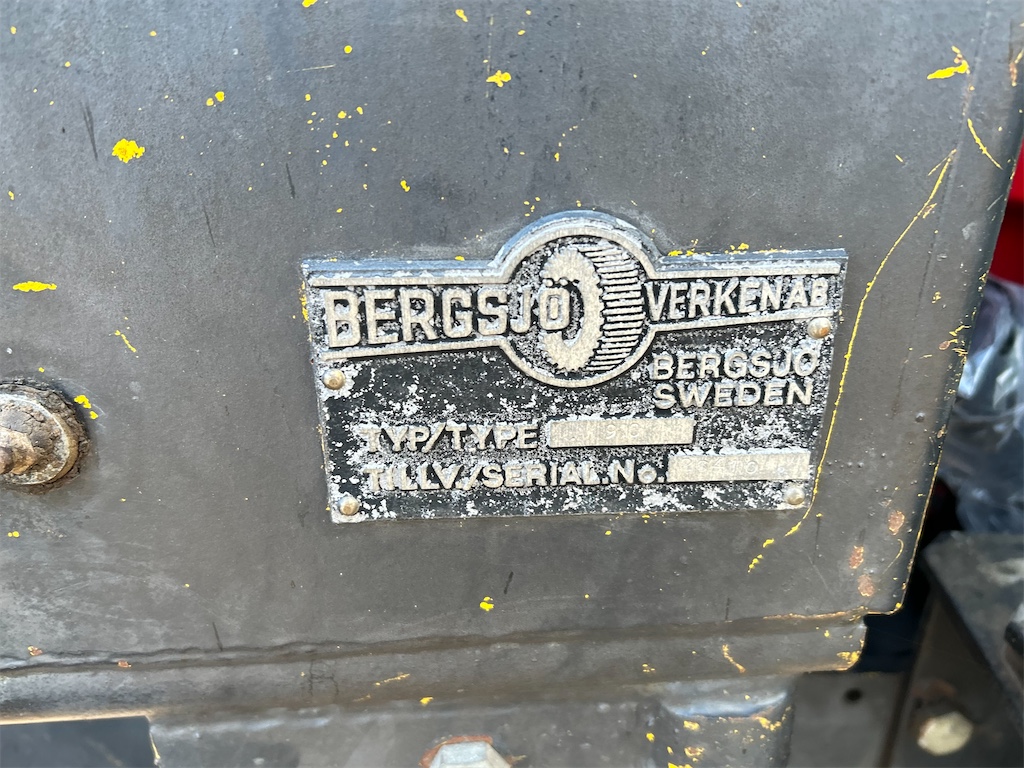 BERGSJÖ VERKEN AB
BERGSJÖ
SWEDEN
TYP/TYPE
TILLV./SERIAL.No.